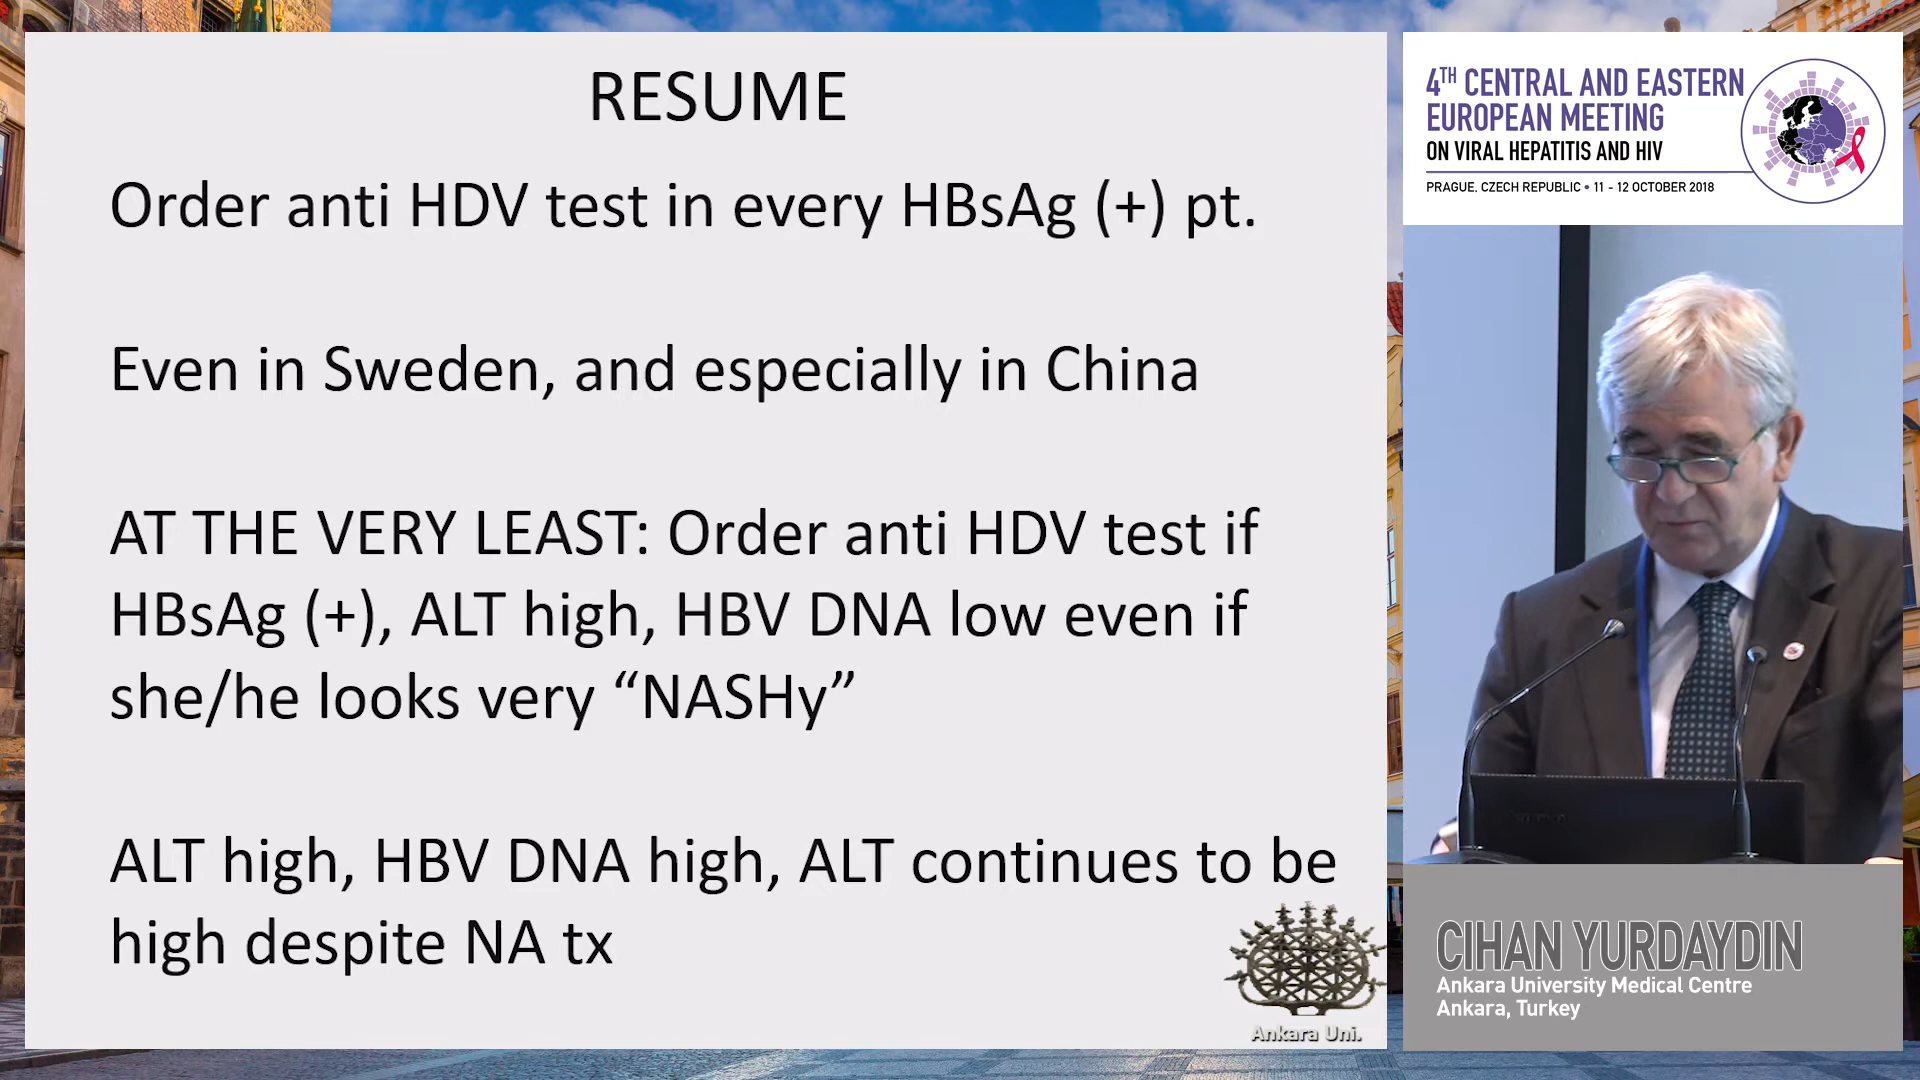 RESUME
Order anti HDV test in every HBsAg (+) pt.
Even in Sweden, and especially in China
AT THE VERY LEAST: Order anti HDV test if
HBsAg (+), ALT high, HBV DNA low even if
she/he looks very “NASHy”
ALT high, HBV DNA high, ALT continues to be
high despite NA tx
Ankara Uni.
4TH CENTRAL AND EASTERN
EUROPEAN MEETING
ON VIRAL HEPATITIS AND HIV
PRAGUE, CZECH REPUBLIC • 11 - 12 OCTOBER 2018
CIHAN YURDAYDIN
Ankara University Medical Centre
Ankara, Turkey